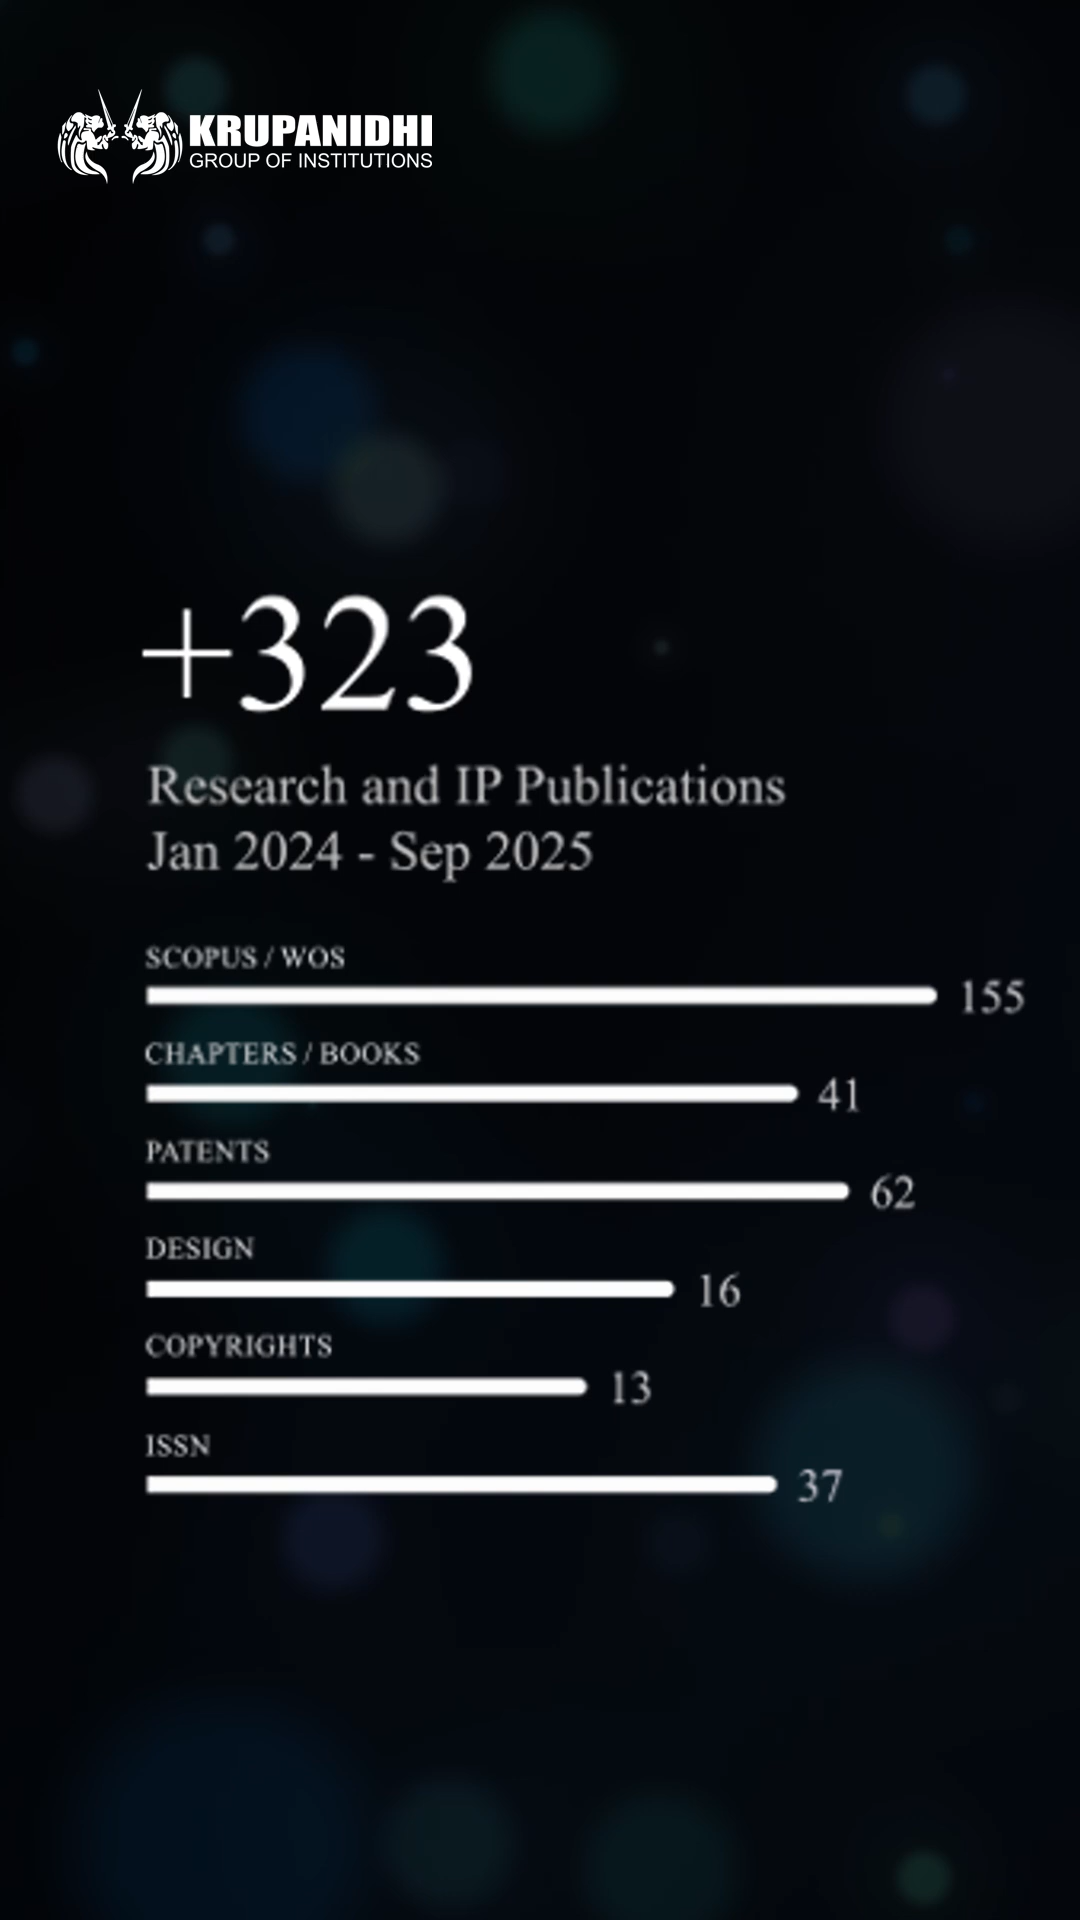 KRUPANIDHI
GROUP OF INSTITUTIONS
+323
Research and IP Publications
Jan 2024 - Sep 2025
SCOPUS / WOS
155
CHAPTERS / BOOKS
41
PATENTS
62
DESIGN
16
COPYRIGHTS
13
ISSN
37